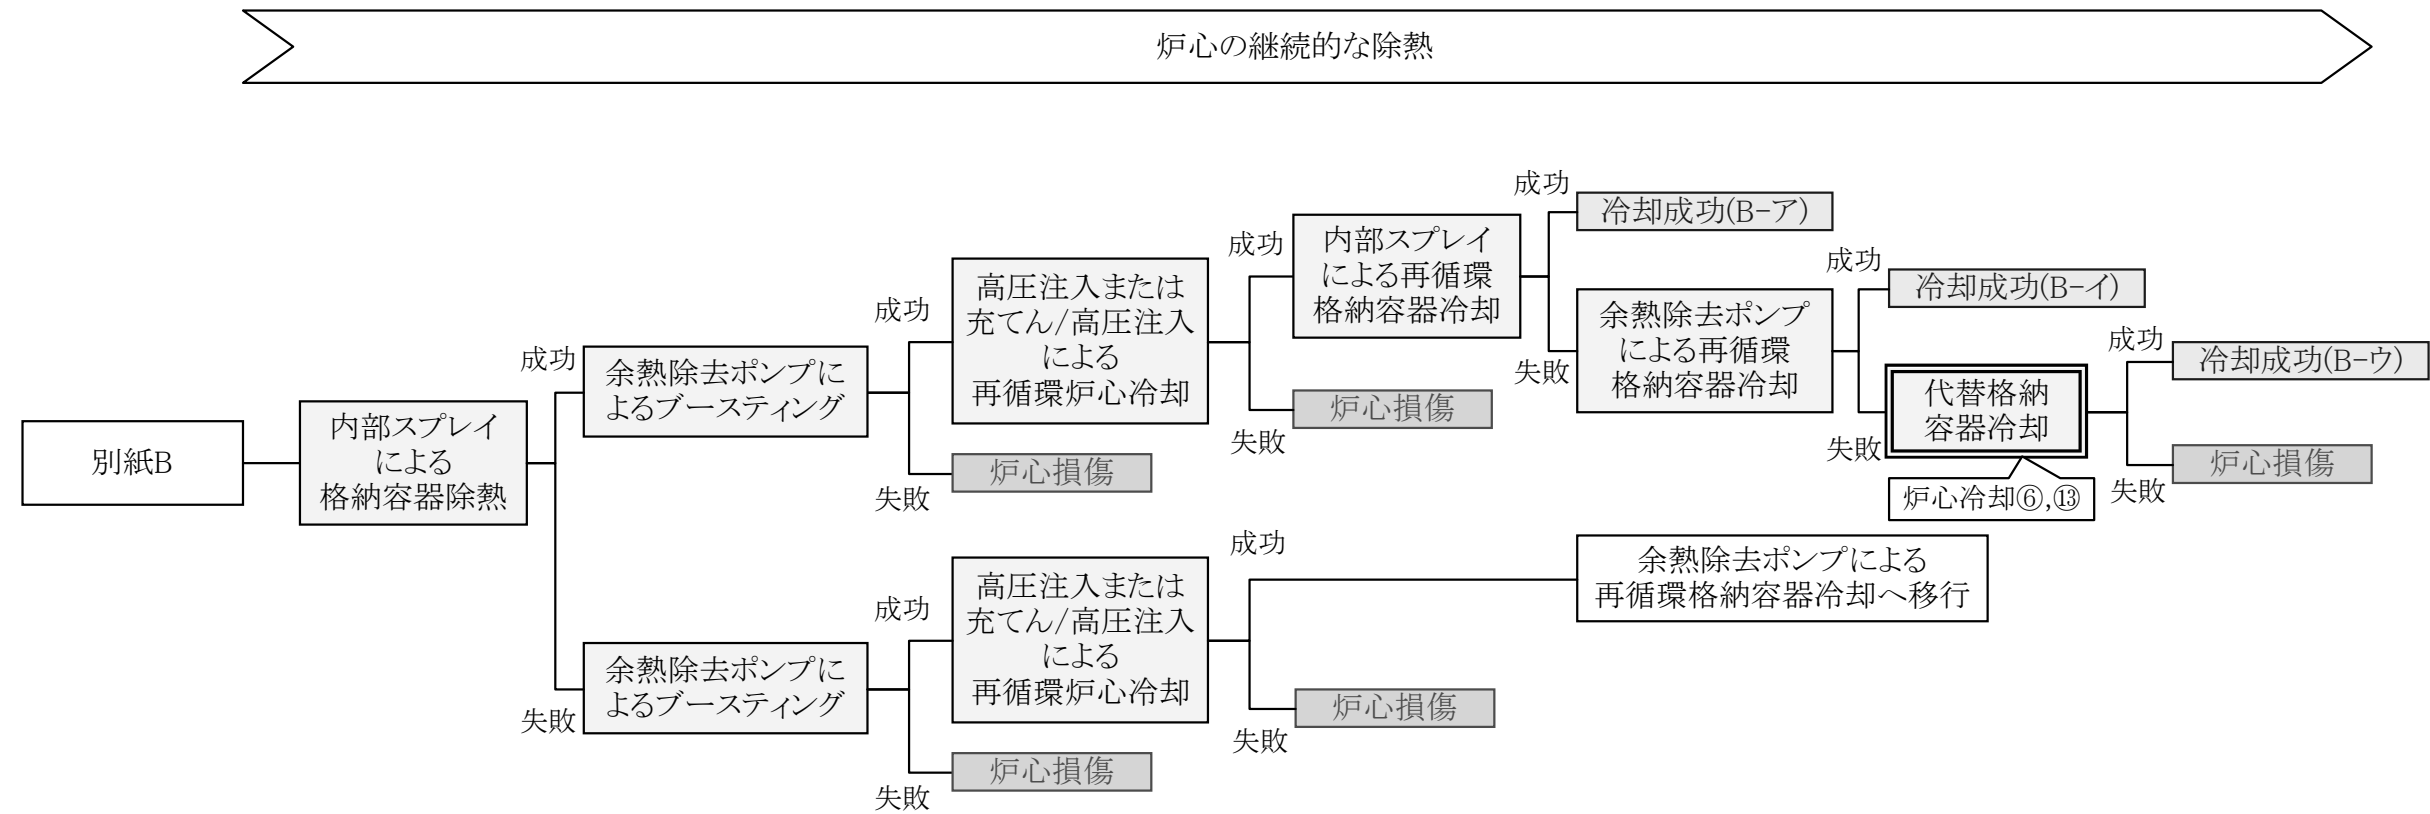 炉心の継続的な除熱
別紙B
内部スプレイ
による
格納容器除熱
成功
余熱除去ポンプに
よるブースティング
成功
高圧注入または
充てん/高圧注入
による
再循環炉心冷却
成功
内部スプレイ
による再循環
格納容器冷却
成功
冷却成功(B-ア)
失敗
余熱除去ポンプ
による再循環
格納容器冷却
成功
冷却成功(B-イ)
失敗
代替格納
容器冷却
炉心冷却⑥,⑬
成功
冷却成功(B-ウ)
失敗
炉心損傷
失敗
炉心損傷
失敗
炉心損傷
失敗
余熱除去ポンプに
よるブースティング
成功
高圧注入または
充てん/高圧注入
による
再循環炉心冷却
成功
余熱除去ポンプによる
再循環格納容器冷却へ移行
失敗
炉心損傷
失敗
炉心損傷